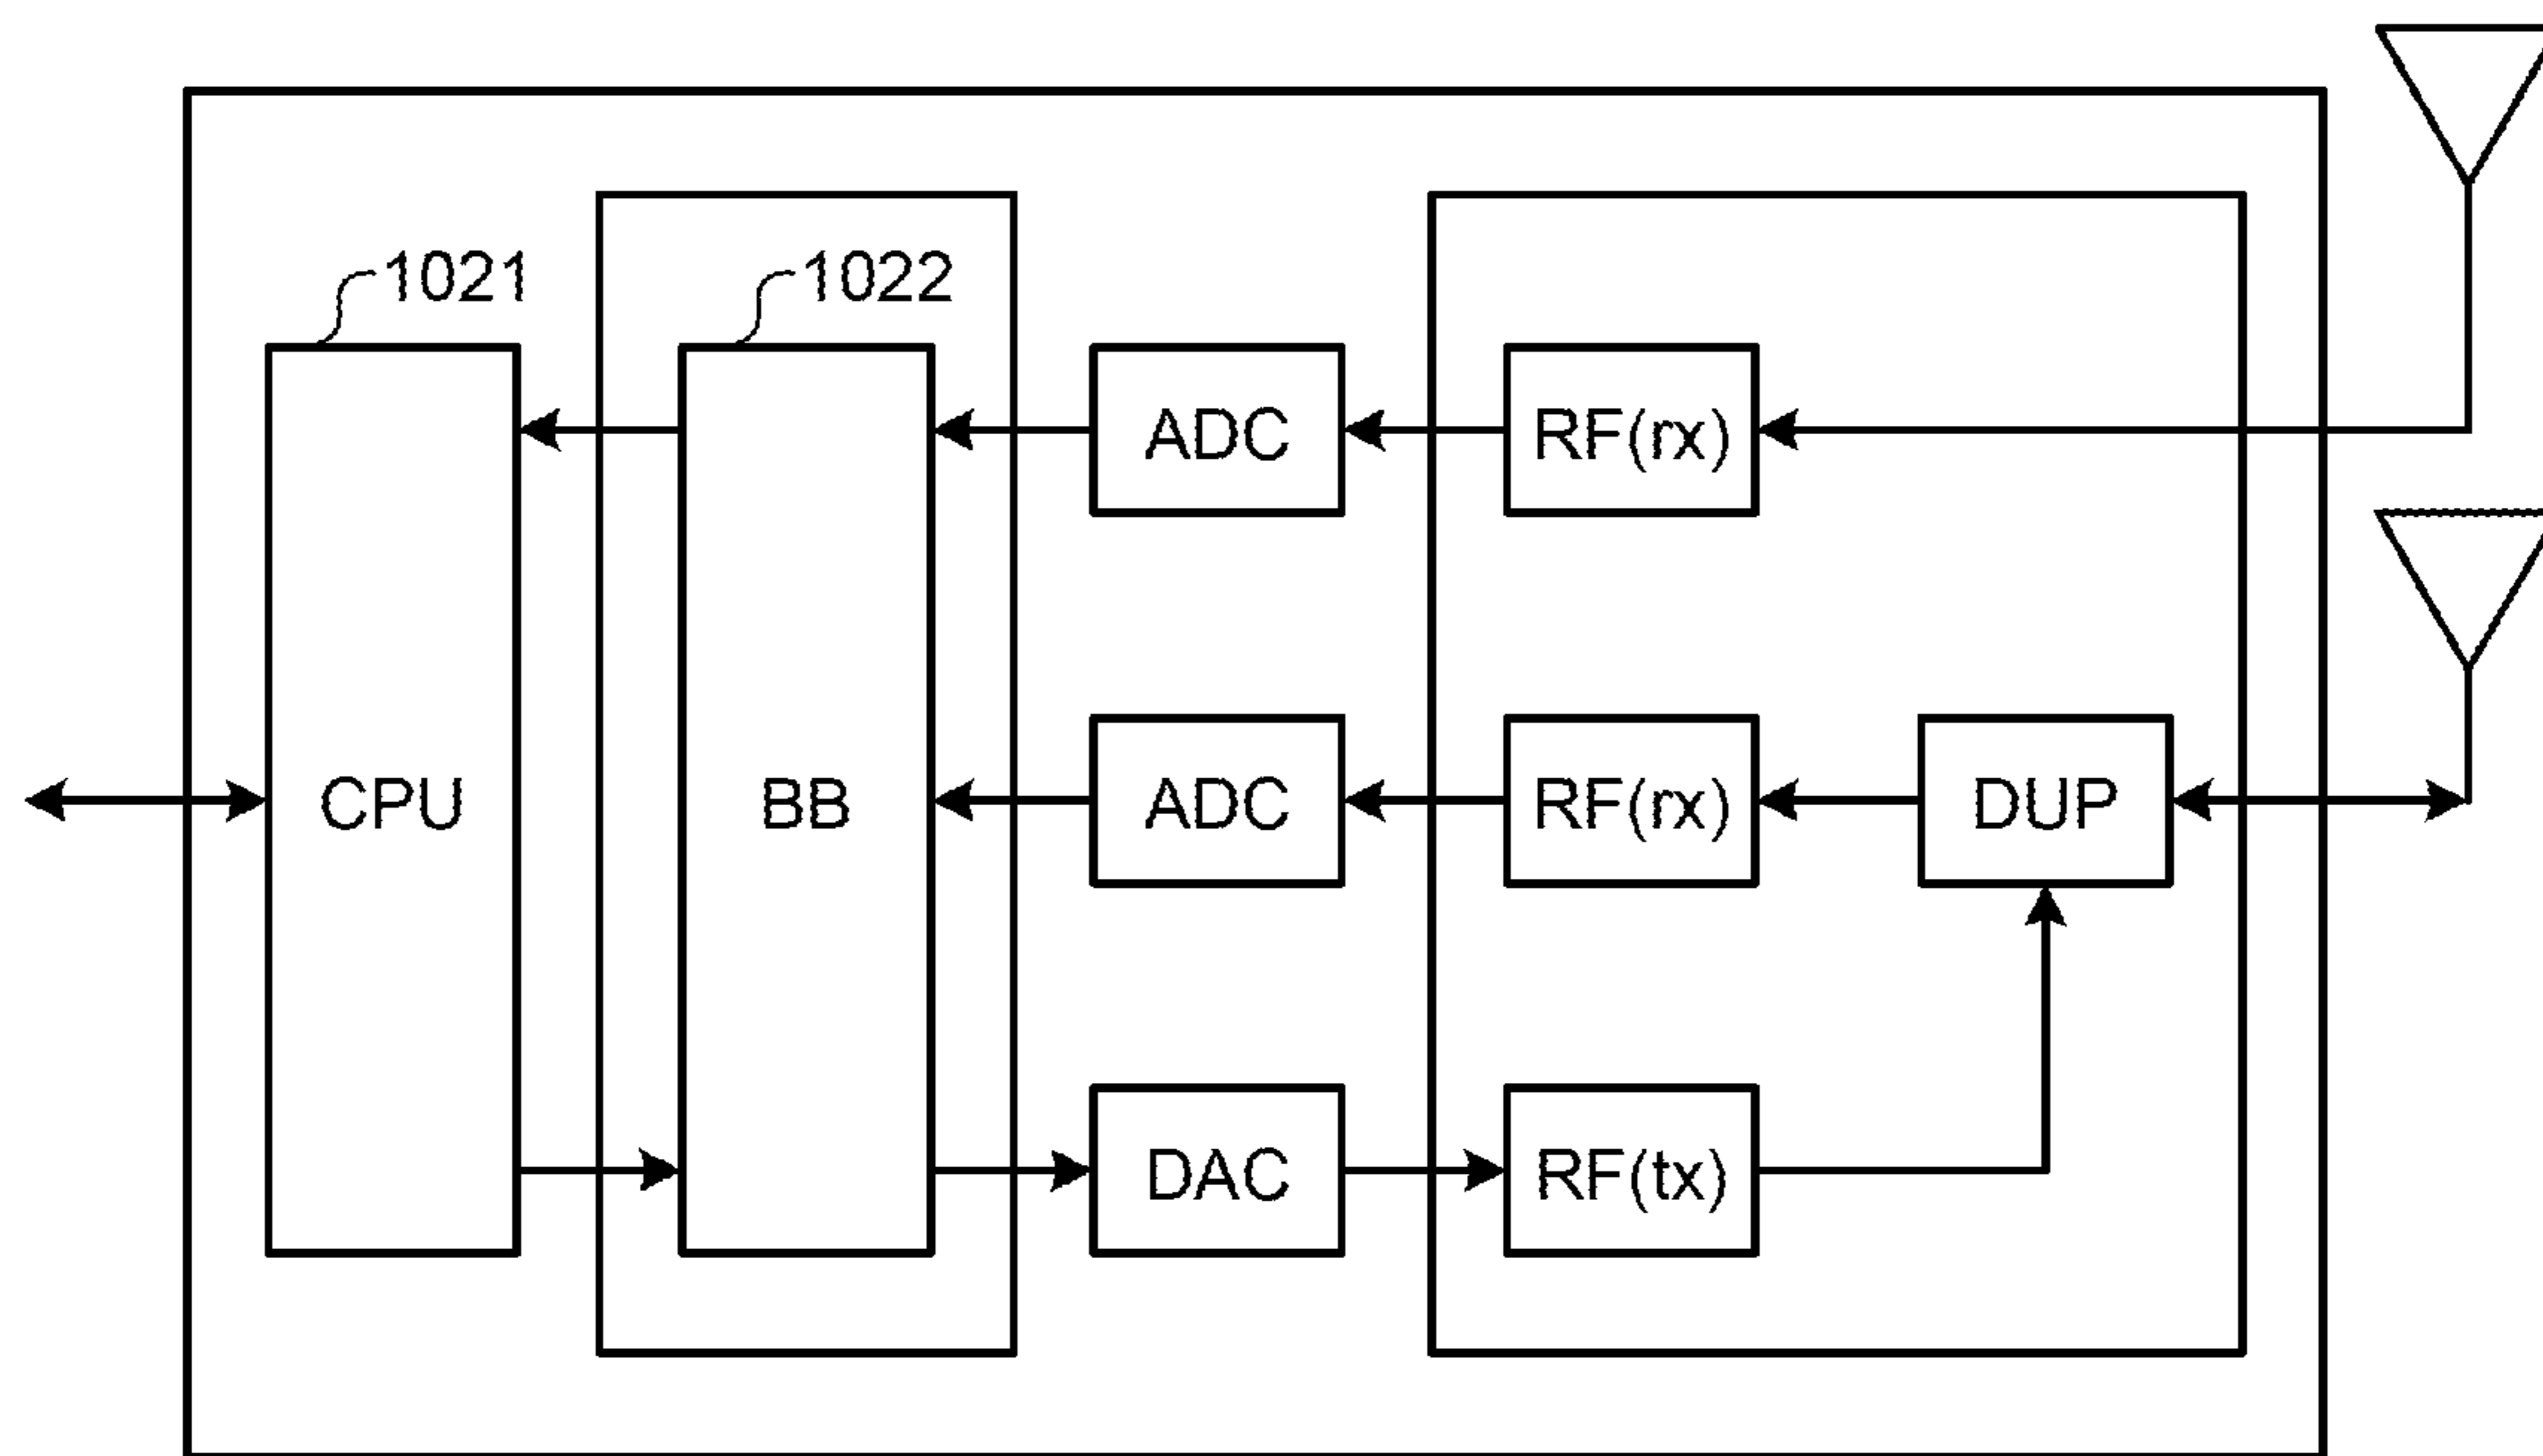 1021
1022
ADC
RF(rx)
CPU
BB
ADC
RF(rx)
DUP
DAC
RF(tx)